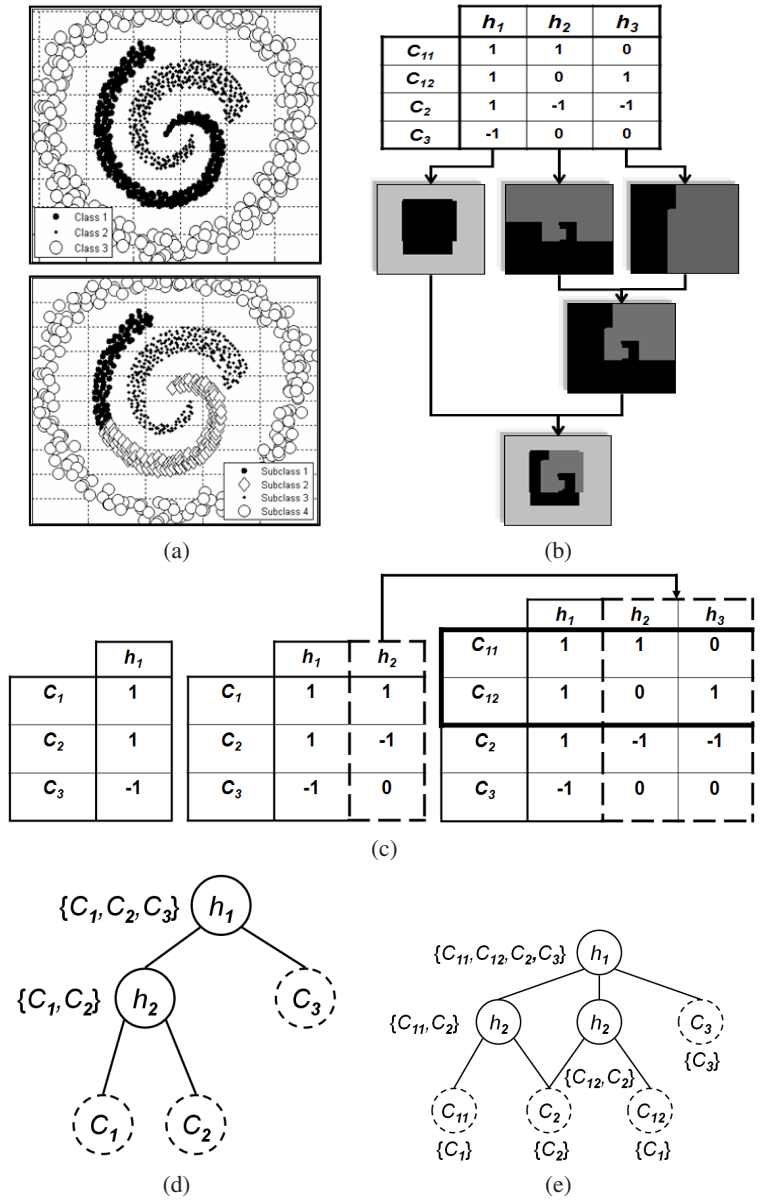 h1 h2 h3
C11 1 1 0
C12 1 0 1
C2 1 -1 -1
C3 -1 0 0
Class 1
Class 2
Class 3
Subclass 1
Subclass 2
Subclass 3
Subclass 4
(a)
(b)
h1
C1 1
C2 1
C3 -1
h1 h2
C1 1 1
C2 1 -1
C3 -1 0
h1 h2 h3
C11 1 1 0
C12 1 0 1
C2 1 -1 -1
C3 -1 0 0
(c)
{C1,C2,C3} h1
{C1,C2} h2 C3
C1 C2
(d)
{C11,C12,C2,C3} h1
{C11,C2} h2 h2 C3
{C12,C2} {C3}
C11 C2 C12
{C1} {C2} {C1}
(e)